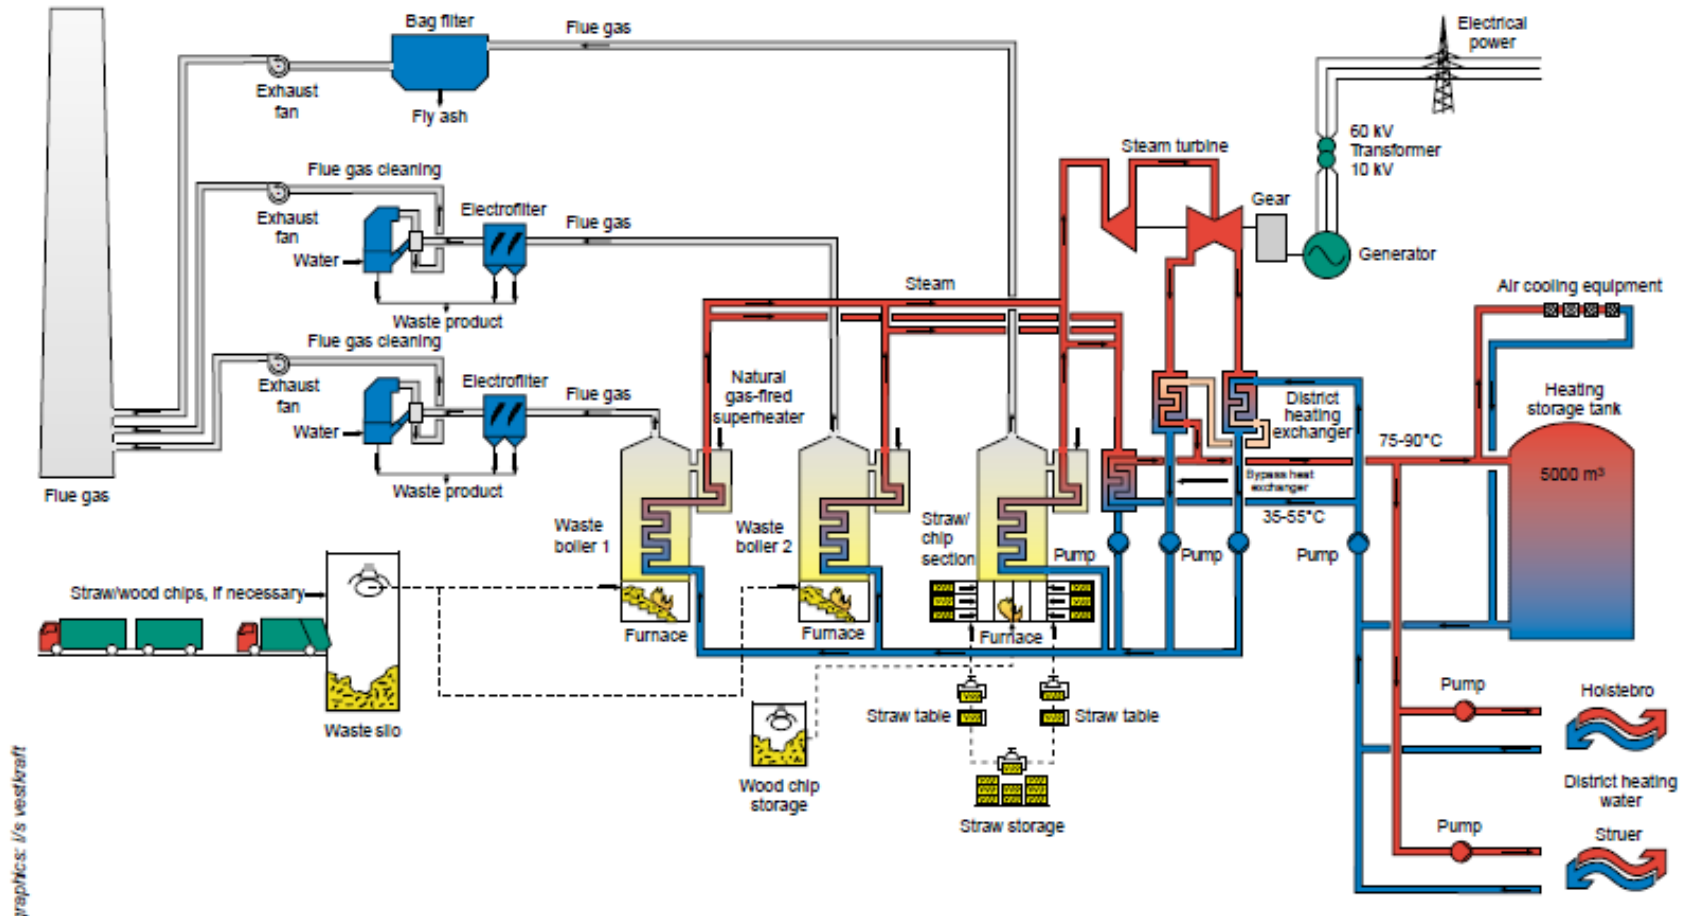 Bag filter
Flue gas
Electrical
power
Exhaust
fan
Fly ash
60 kV
Transformer
10 kV
Steam turbine
Flue gas cleaning
Gear
Exhaust
fan
Electrofilter
Flue gas
Water
Generator
Steam
Air cooling equipment
Waste product
Flue gas cleaning
Exhaust
fan
Electrofilter
Flue gas
Natural
gas-fired
superheater
District
heating
exchanger
Heating
storage tank
Water
75-90°C
Waste product
Bypass heat
exchanger
5000 m³
Flue gas
35-55°C
Waste
boiler 1
Waste
boiler 2
Straw/
chip
section
Pump
Pump
Pump
Straw/wood chips, if necessary
Furnace
Furnace
Furnace
Pump
Holstebro
Straw table
Straw table
Waste silo
Wood chip
storage
District heating
water
Straw storage
Pump
Struer
graphics: i/s vestkraft